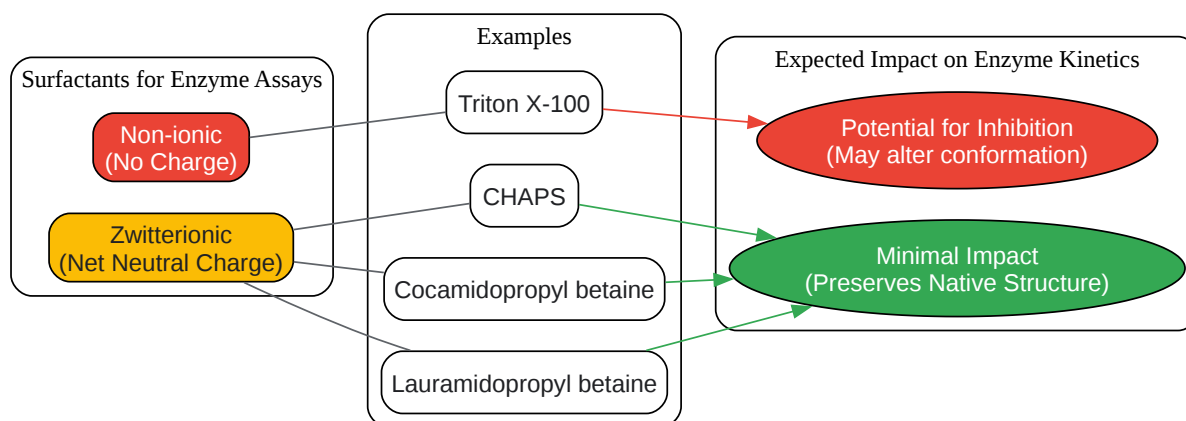 Surfactants for Enzyme Assays
Non-ionic
(No Charge)
Zwitterionic
(Net Neutral Charge)
Examples
Triton X-100
CHAPS
Cocamidopropyl betaine
Lauramidopropyl betaine
Expected Impact on Enzyme Kinetics
Potential for Inhibition
(May alter conformation)
Minimal Impact
(Preserves Native Structure)